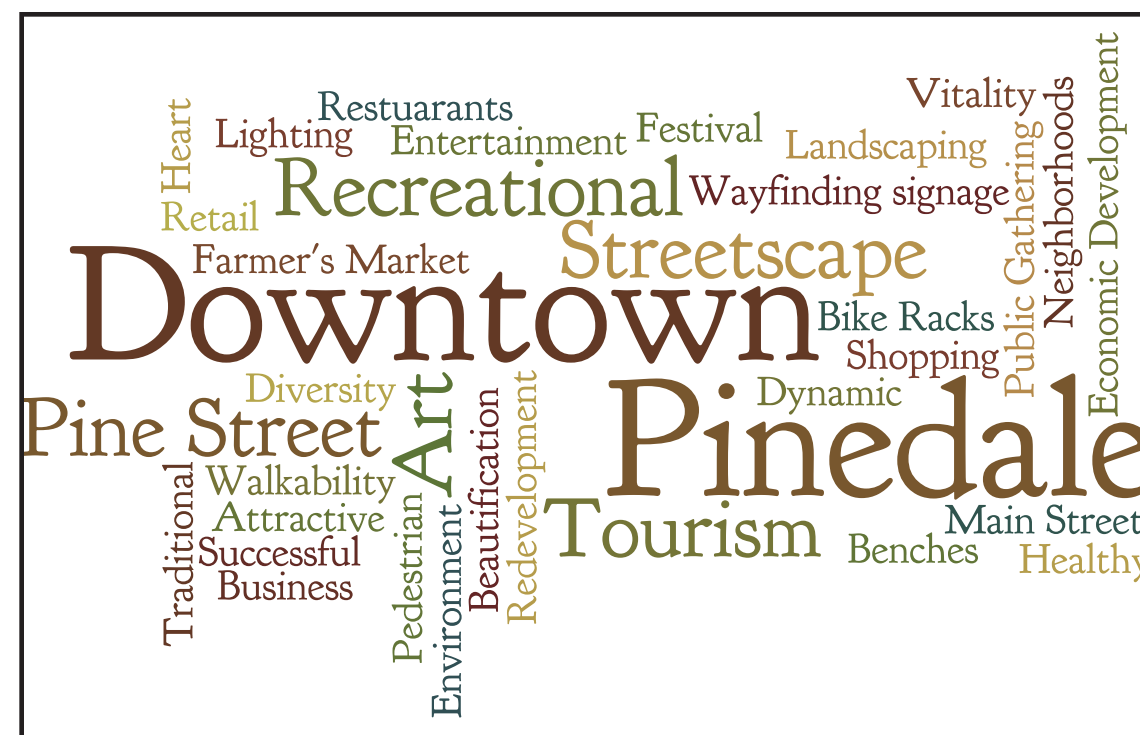 Heart
Restuarants
Lighting
Entertainment
Festival
Vitality
Landscaping
Recreational
Wayfinding signage
Retail
Public Gathering
Neighborhoods
Economic Development
Farmer's Market
Streetscape
Downtown
Bike Racks
Shopping
Diversity
Dynamic
Pine Street
Art
Pinedale
Walkability
Attractive
Traditional
Successful
Business
Pedestrian
Environment
Beautification
Redevelopment
Tourism
Main Street
Benches
Healthy